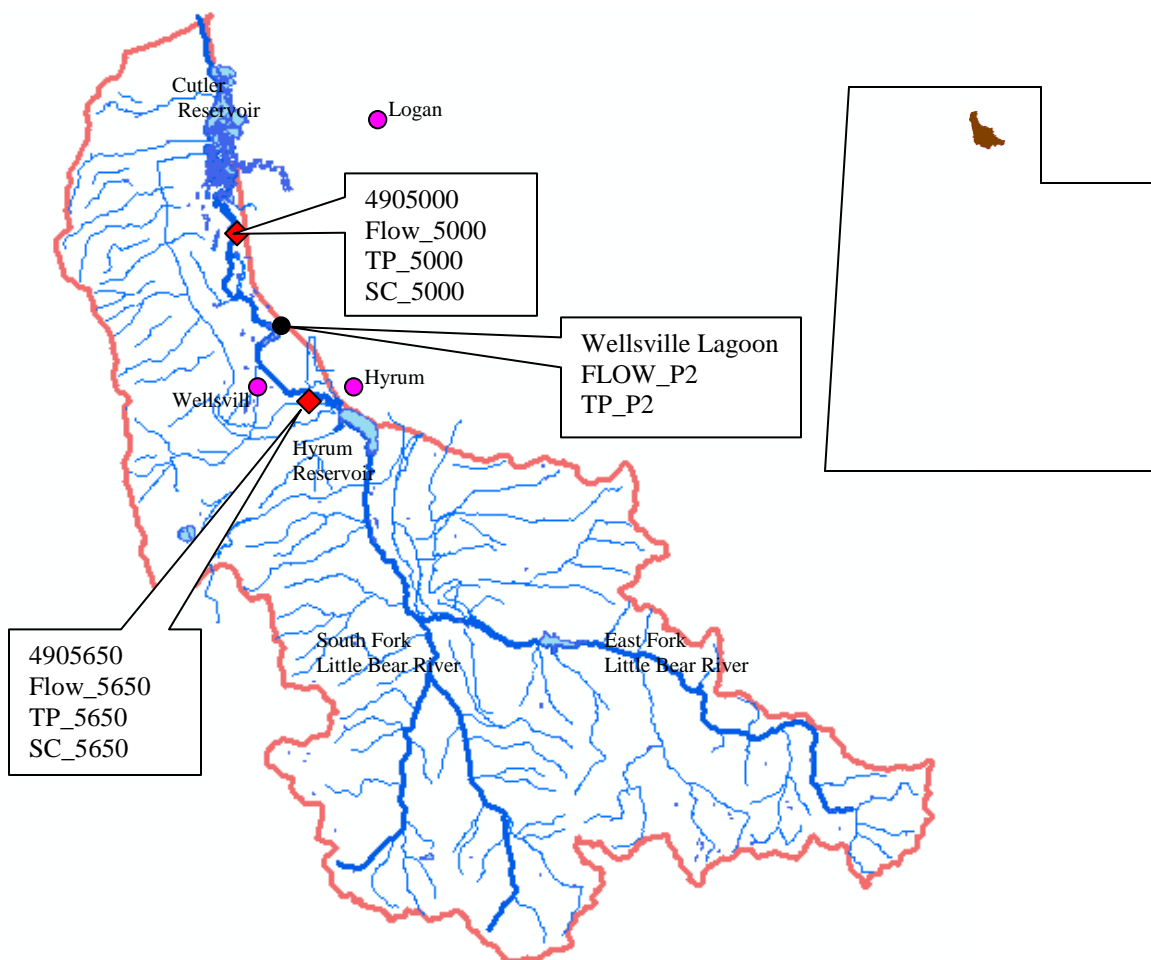 Cutler
Reservoir
Logan
4905000
Flow_5000
TP_5000
SC_5000
Wellsville Lagoon
FLOW_P2
TP_P2
Hyrum
Wellsvill
Hyrum
Reservoir
4905650
Flow_5650
TP_5650
SC_5650
South Fork
Little Bear River
East Fork
Little Bear River